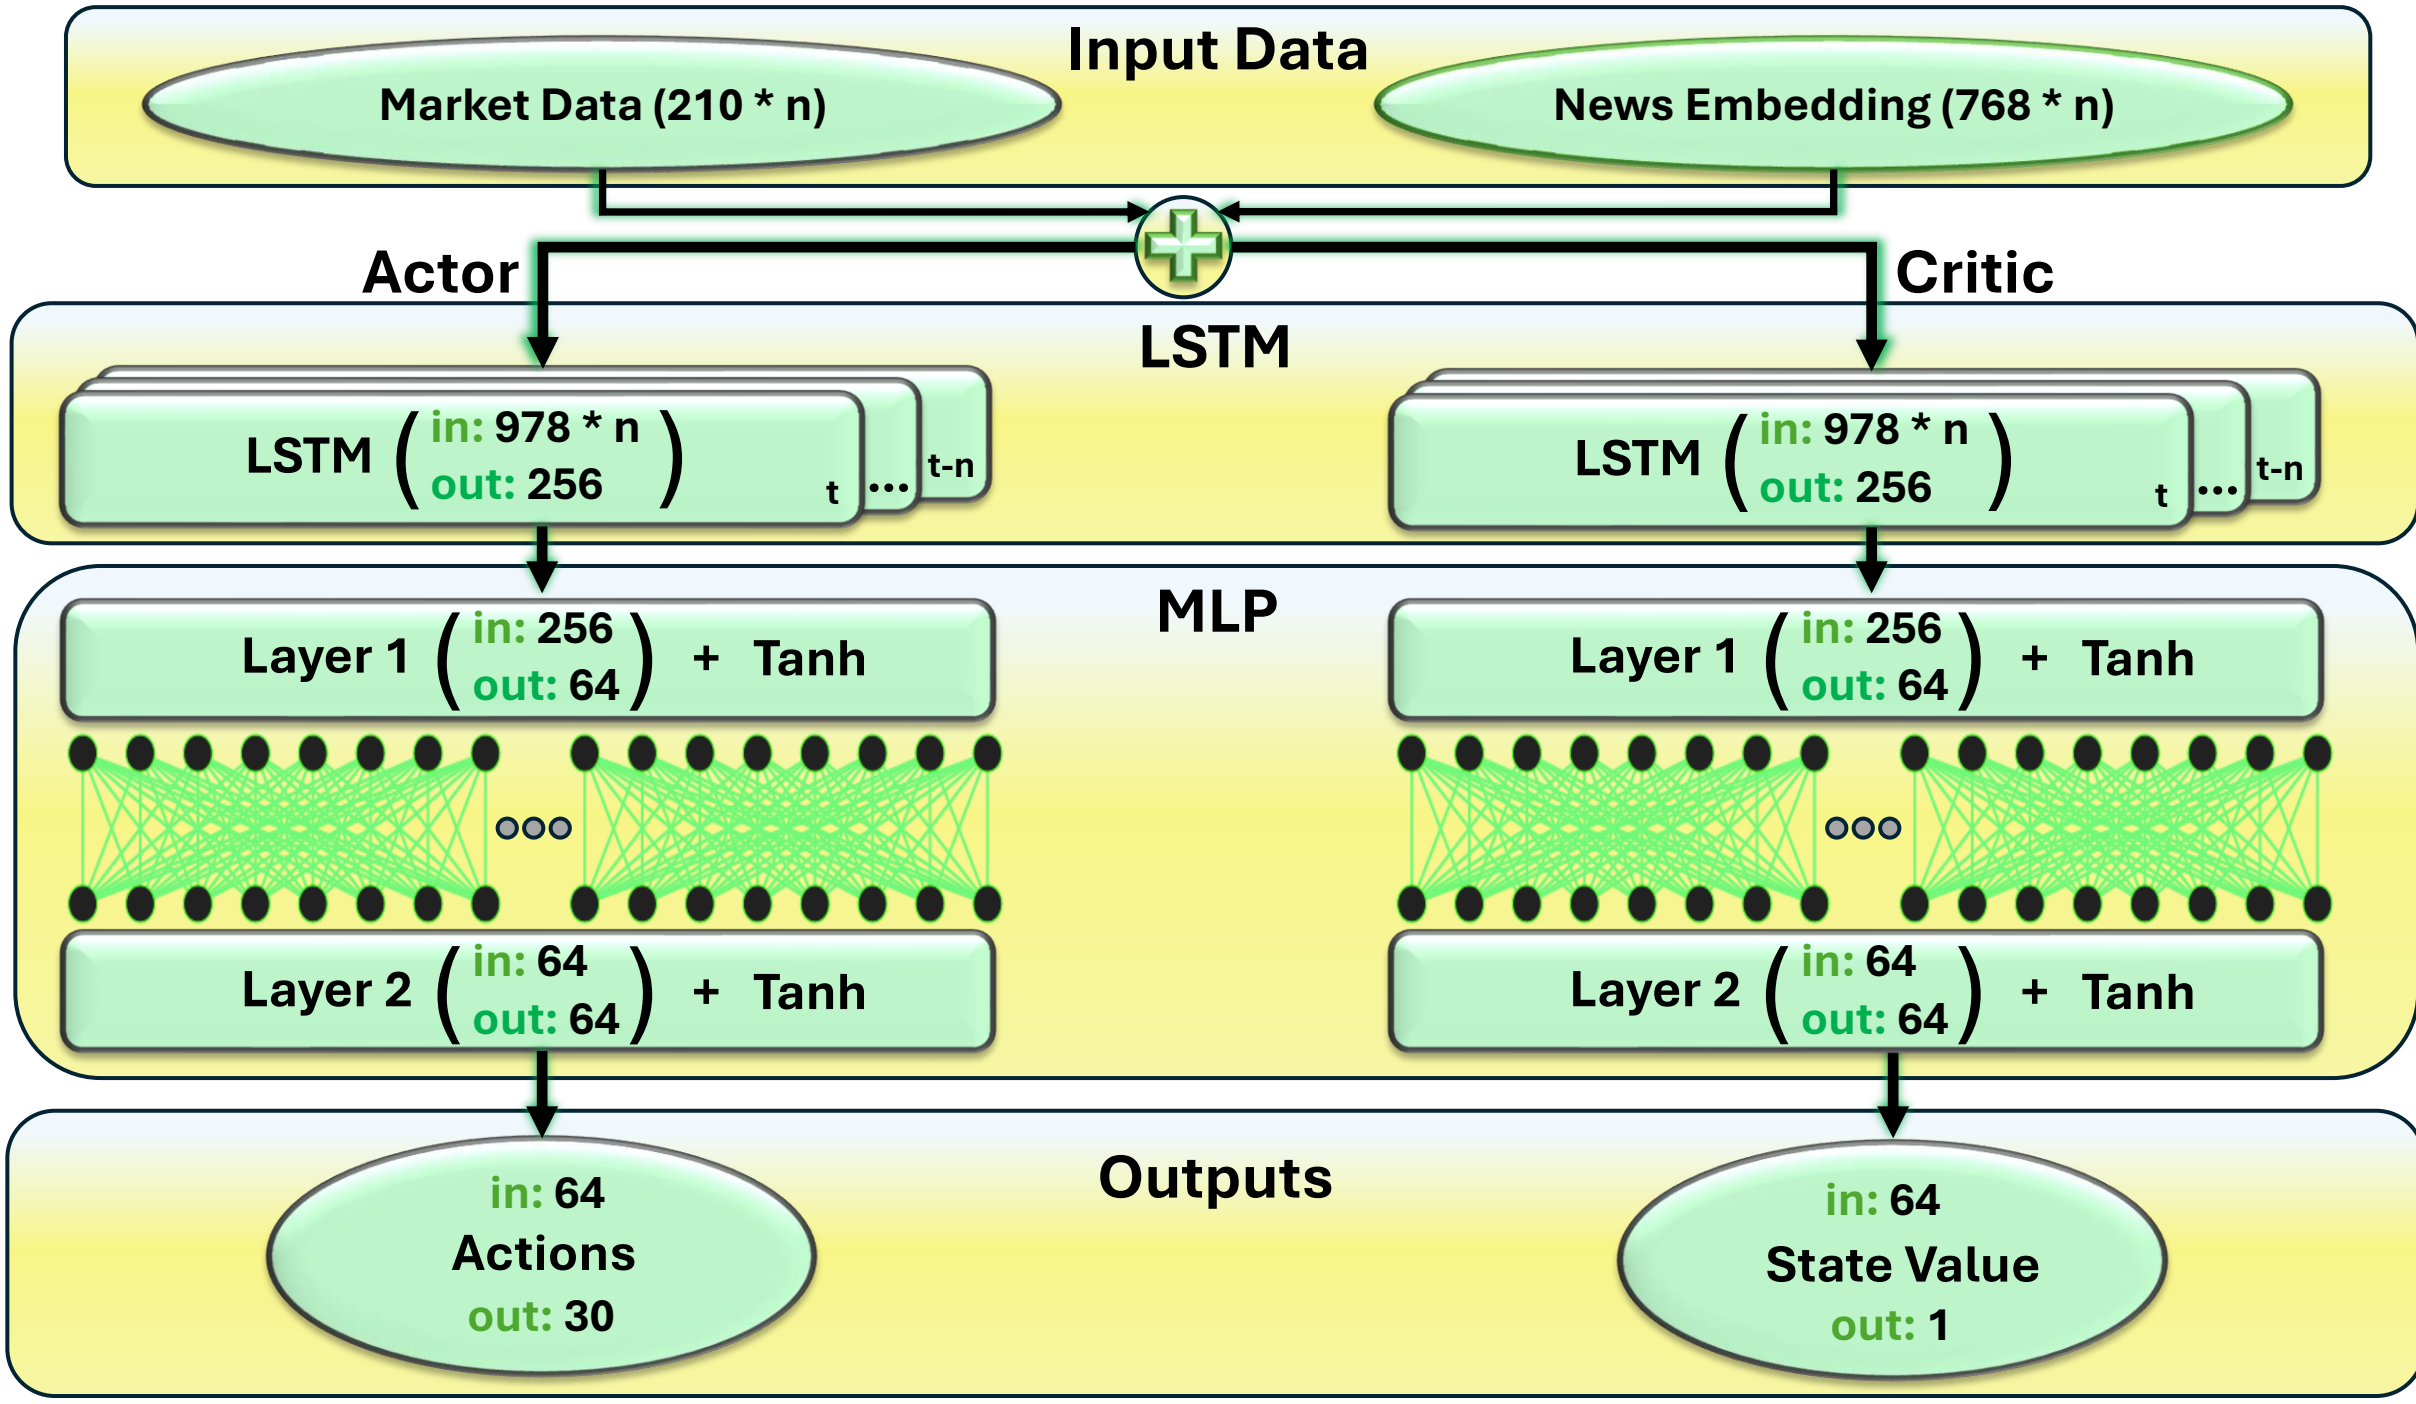 Input Data
Market Data (210 * n)
News Embedding (768 * n)
Actor
Critic
LSTM
LSTM ( in: 978 * n
out: 256 )
t
...
t-n
LSTM ( in: 978 * n
out: 256 )
t
...
t-n
MLP
Layer 1 ( in: 256
out: 64 ) + Tanh
Layer 1 ( in: 256
out: 64 ) + Tanh
Layer 2 ( in: 64
out: 64 ) + Tanh
Layer 2 ( in: 64
out: 64 ) + Tanh
Outputs
in: 64
Actions
out: 30
in: 64
State Value
out: 1